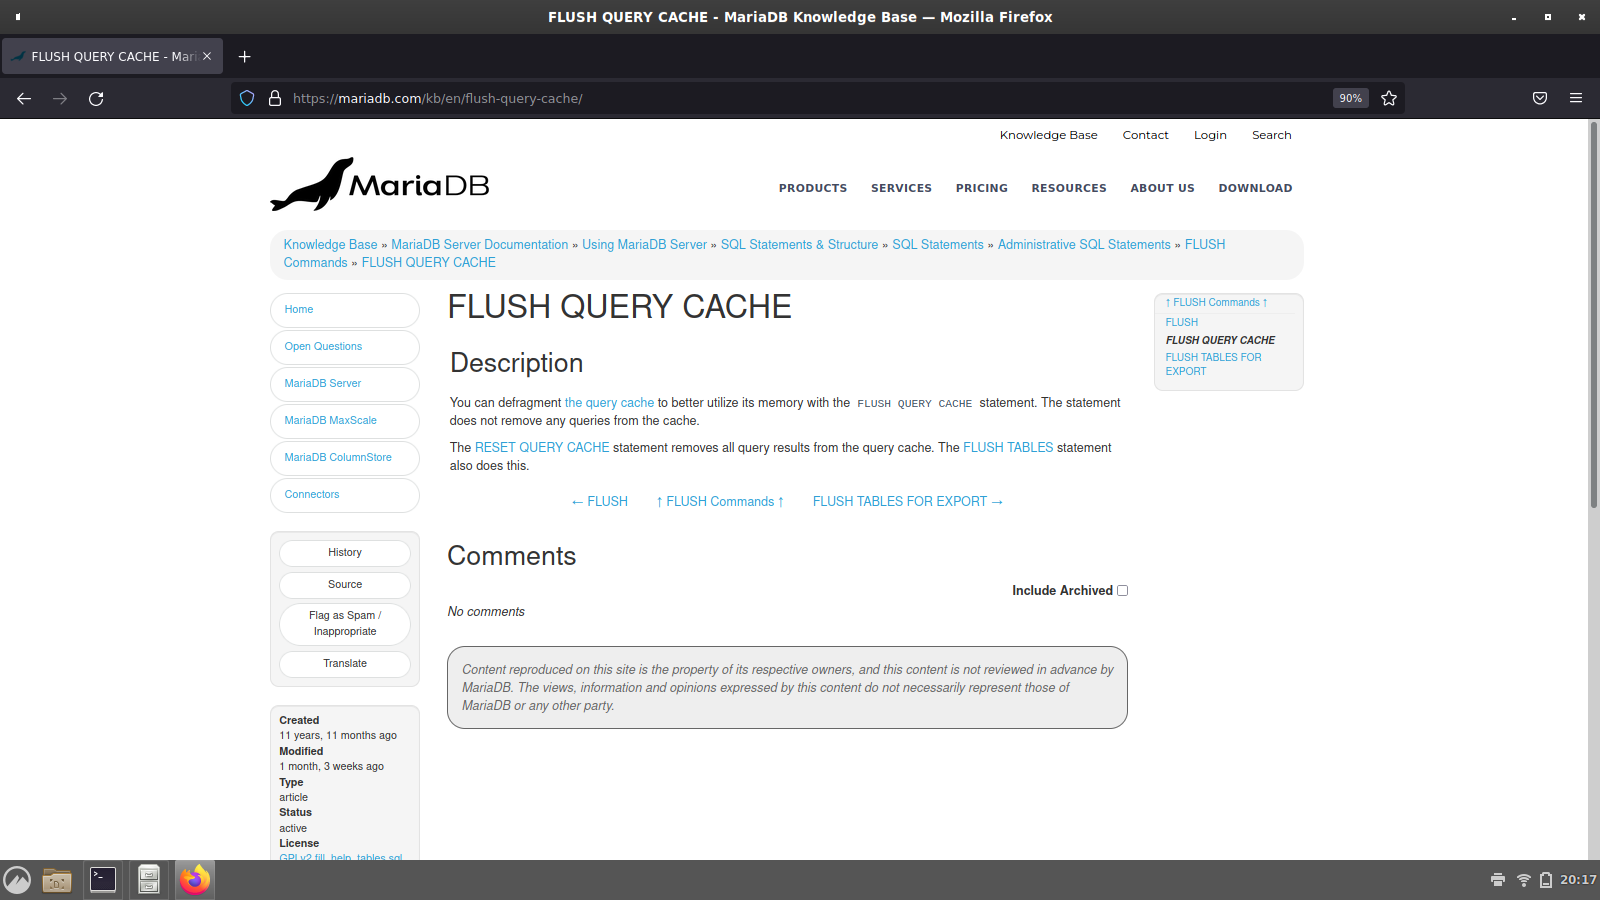 FLUSH QUERY CACHE - MariaDB Knowledge Base — Mozilla Firefox
FLUSH QUERY CACHE - Mari
https://mariadb.com/kb/en/flush-query-cache/
90%
Knowledge Base Contact Login Search
MariaDB
PRODUCTS SERVICES PRICING RESOURCES ABOUT US DOWNLOAD
Knowledge Base » MariaDB Server Documentation » Using MariaDB Server » SQL Statements & Structure » SQL Statements » Administrative SQL Statements » FLUSH
Commands » FLUSH QUERY CACHE
Home
Open Questions
MariaDB Server
MariaDB MaxScale
MariaDB ColumnStore
Connectors
History
Source
Flag as Spam /
Inappropriate
Translate
Created
11 years, 11 months ago
Modified
1 month, 3 weeks ago
Type
article
Status
active
License
GPLv2 fill_help_tables.sql
FLUSH QUERY CACHE
Description
You can defragment the query cache to better utilize its memory with the FLUSH QUERY CACHE statement. The statement
does not remove any queries from the cache.
The RESET QUERY CACHE statement removes all query results from the query cache. The FLUSH TABLES statement
also does this.
← FLUSH ↑ FLUSH Commands ↑ FLUSH TABLES FOR EXPORT →
Comments
Include Archived
No comments
Content reproduced on this site is the property of its respective owners, and this content is not reviewed in advance by
MariaDB. The views, information and opinions expressed by this content do not necessarily represent those of
MariaDB or any other party.
↑ FLUSH Commands ↑
FLUSH
FLUSH QUERY CACHE
FLUSH TABLES FOR
EXPORT
20:17